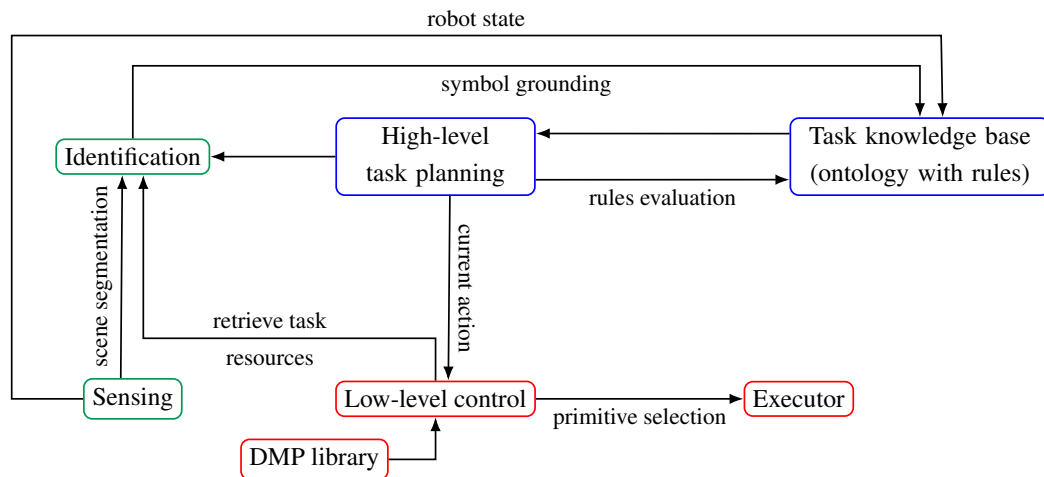 robot state
symbol grounding
High-level
task planning
Task knowledge base
(ontology with rules)
Identification
rules evaluation
scene segmentation
current action
retrieve task
resources
Sensing
Low-level control
primitive selection
Executor
DMP library